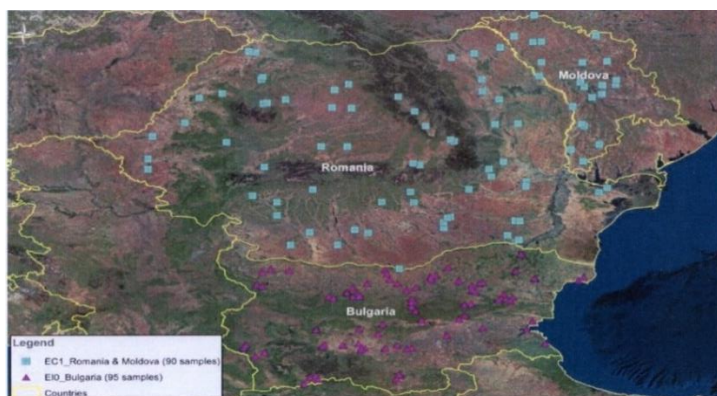 Moldova
Romania
Bulgaria
Legend
EC1_Romania & Moldova (90 samples)
EI0_Bulgaria (95 samples)
Countries